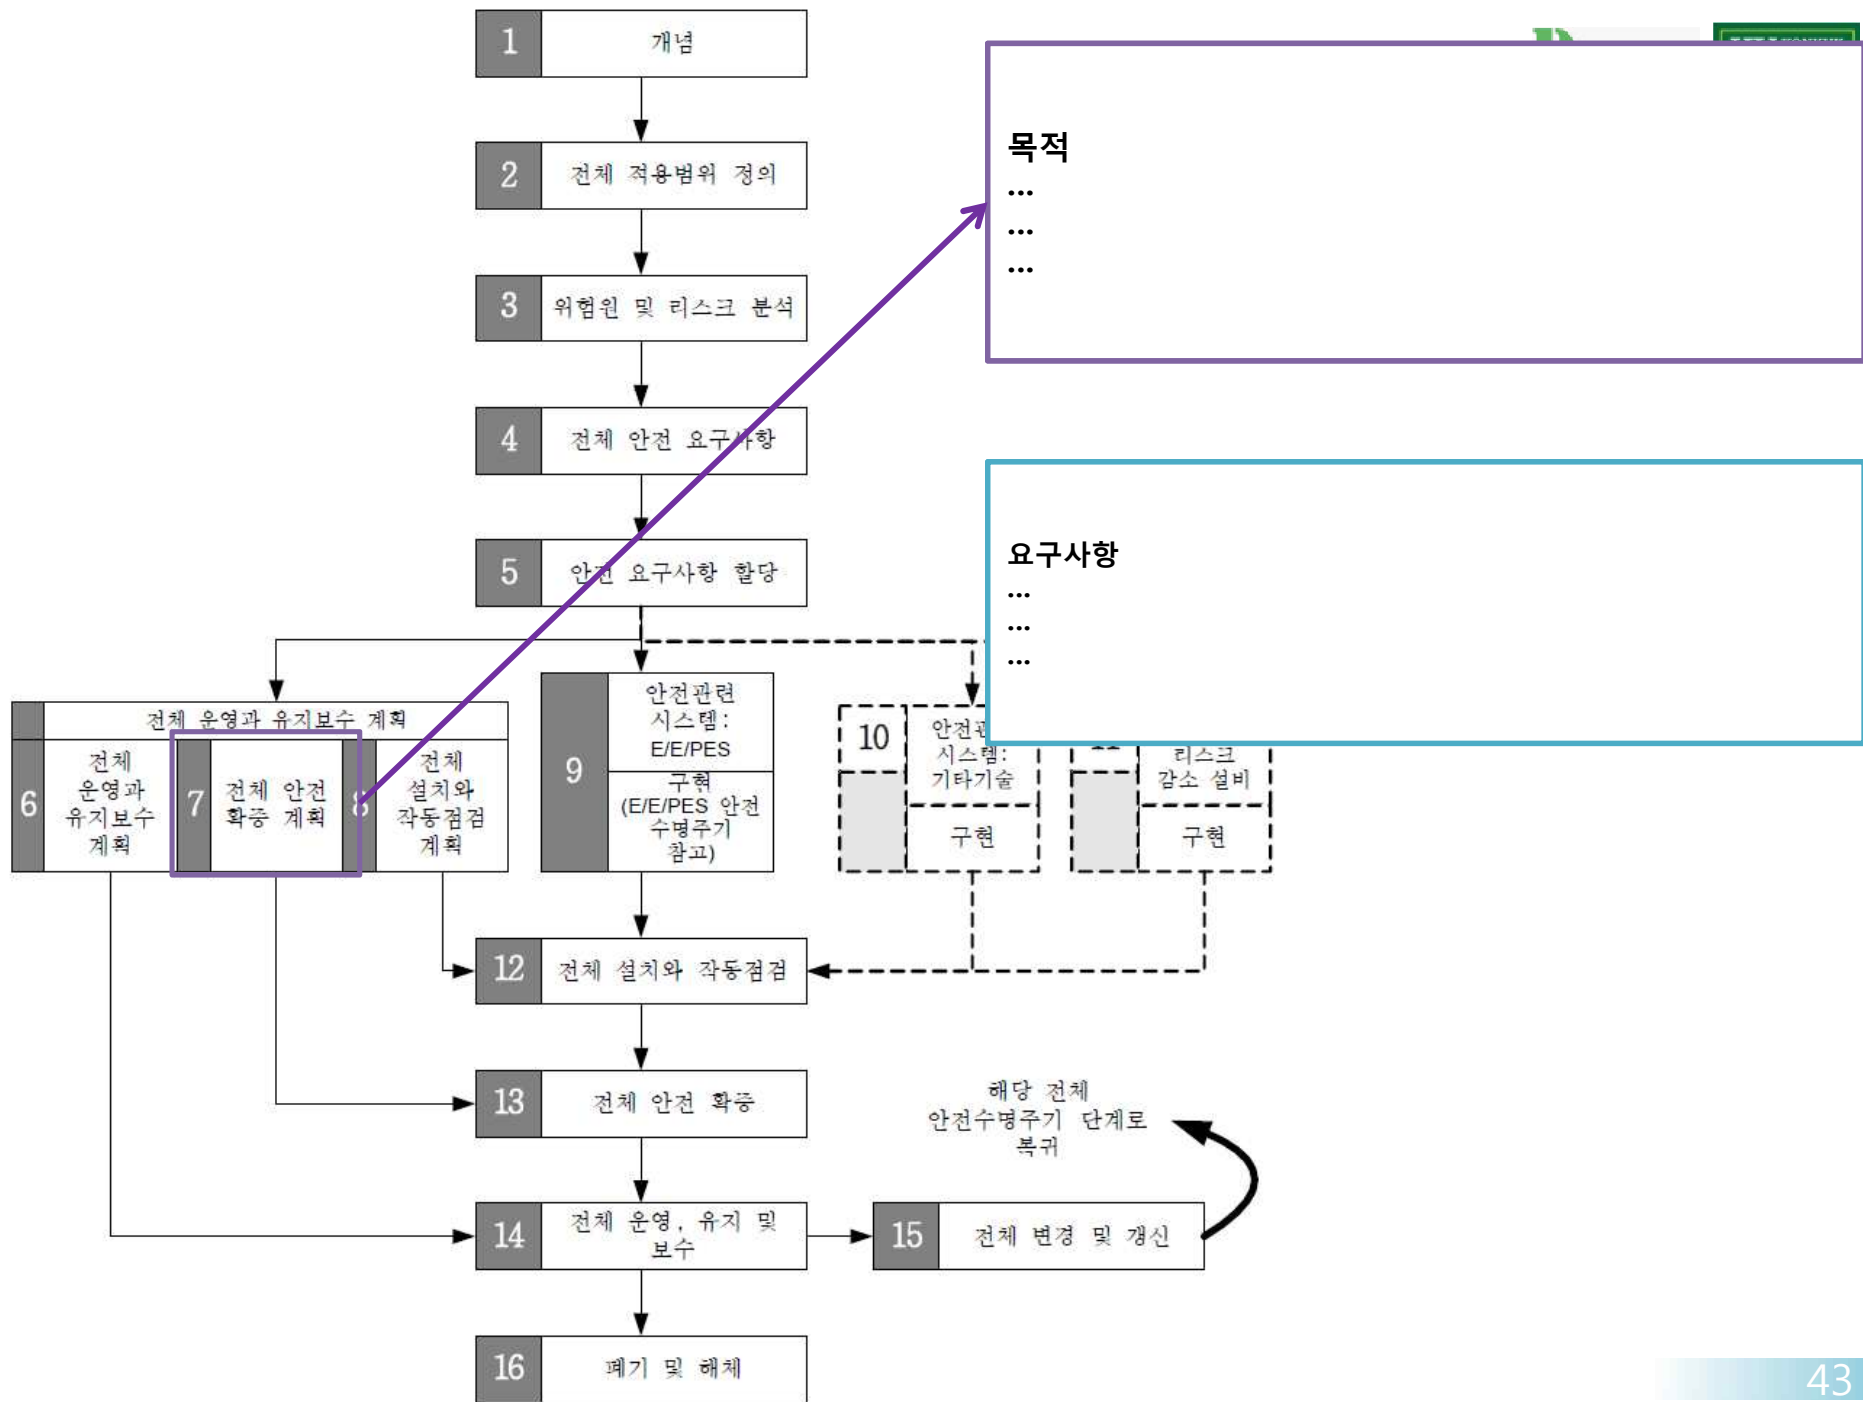 1
개념
2
전체 적용범위 정의
3
위험원 및 리스크 분석
4
전체 안전 요구사항
5
안전 요구사항 할당
목적
...
...
...
요구사항
...
...
...
전체 운영과 유지보수 계획
6
전체
운영과
유지보수
계획
7
전체 안전
확증 계획
8
전체
설치와
작동점검
계획
9
안전관련
시스템:
E/E/PES
구현
(E/E/PES 안전
수명주기
참고)
10
시스템:
기타기술
구현
리스크
감소 설비
구현
12
전체 설치와 작동점검
13
전체 안전 확증
해당 전체
안전수명주기 단계로
복귀
14
전체 운영, 유지 및
보수
15
전체 변경 및 갱신
16
폐기 및 해체
43